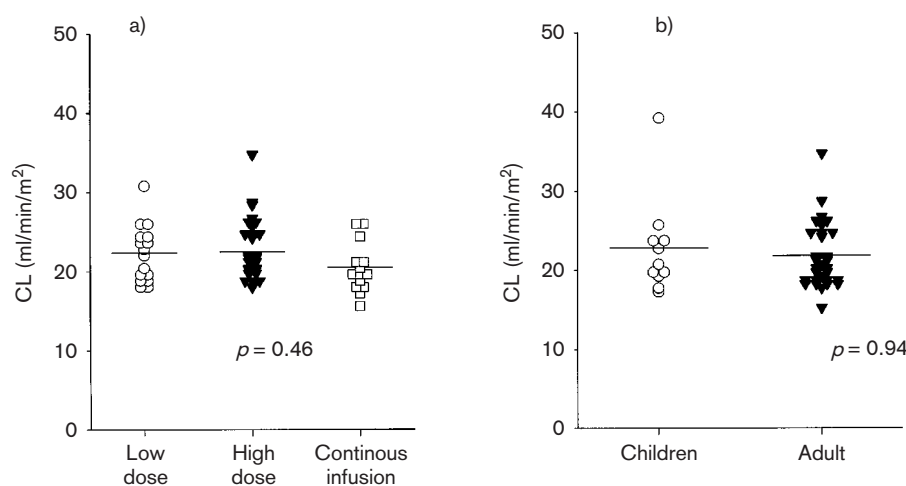 a)
50
40
30
20
10
0
CL (ml/min/m²)
p = 0.46
Low dose
High dose
Continous infusion
b)
50
40
30
20
10
0
CL (ml/min/m²)
p = 0.94
Children
Adult